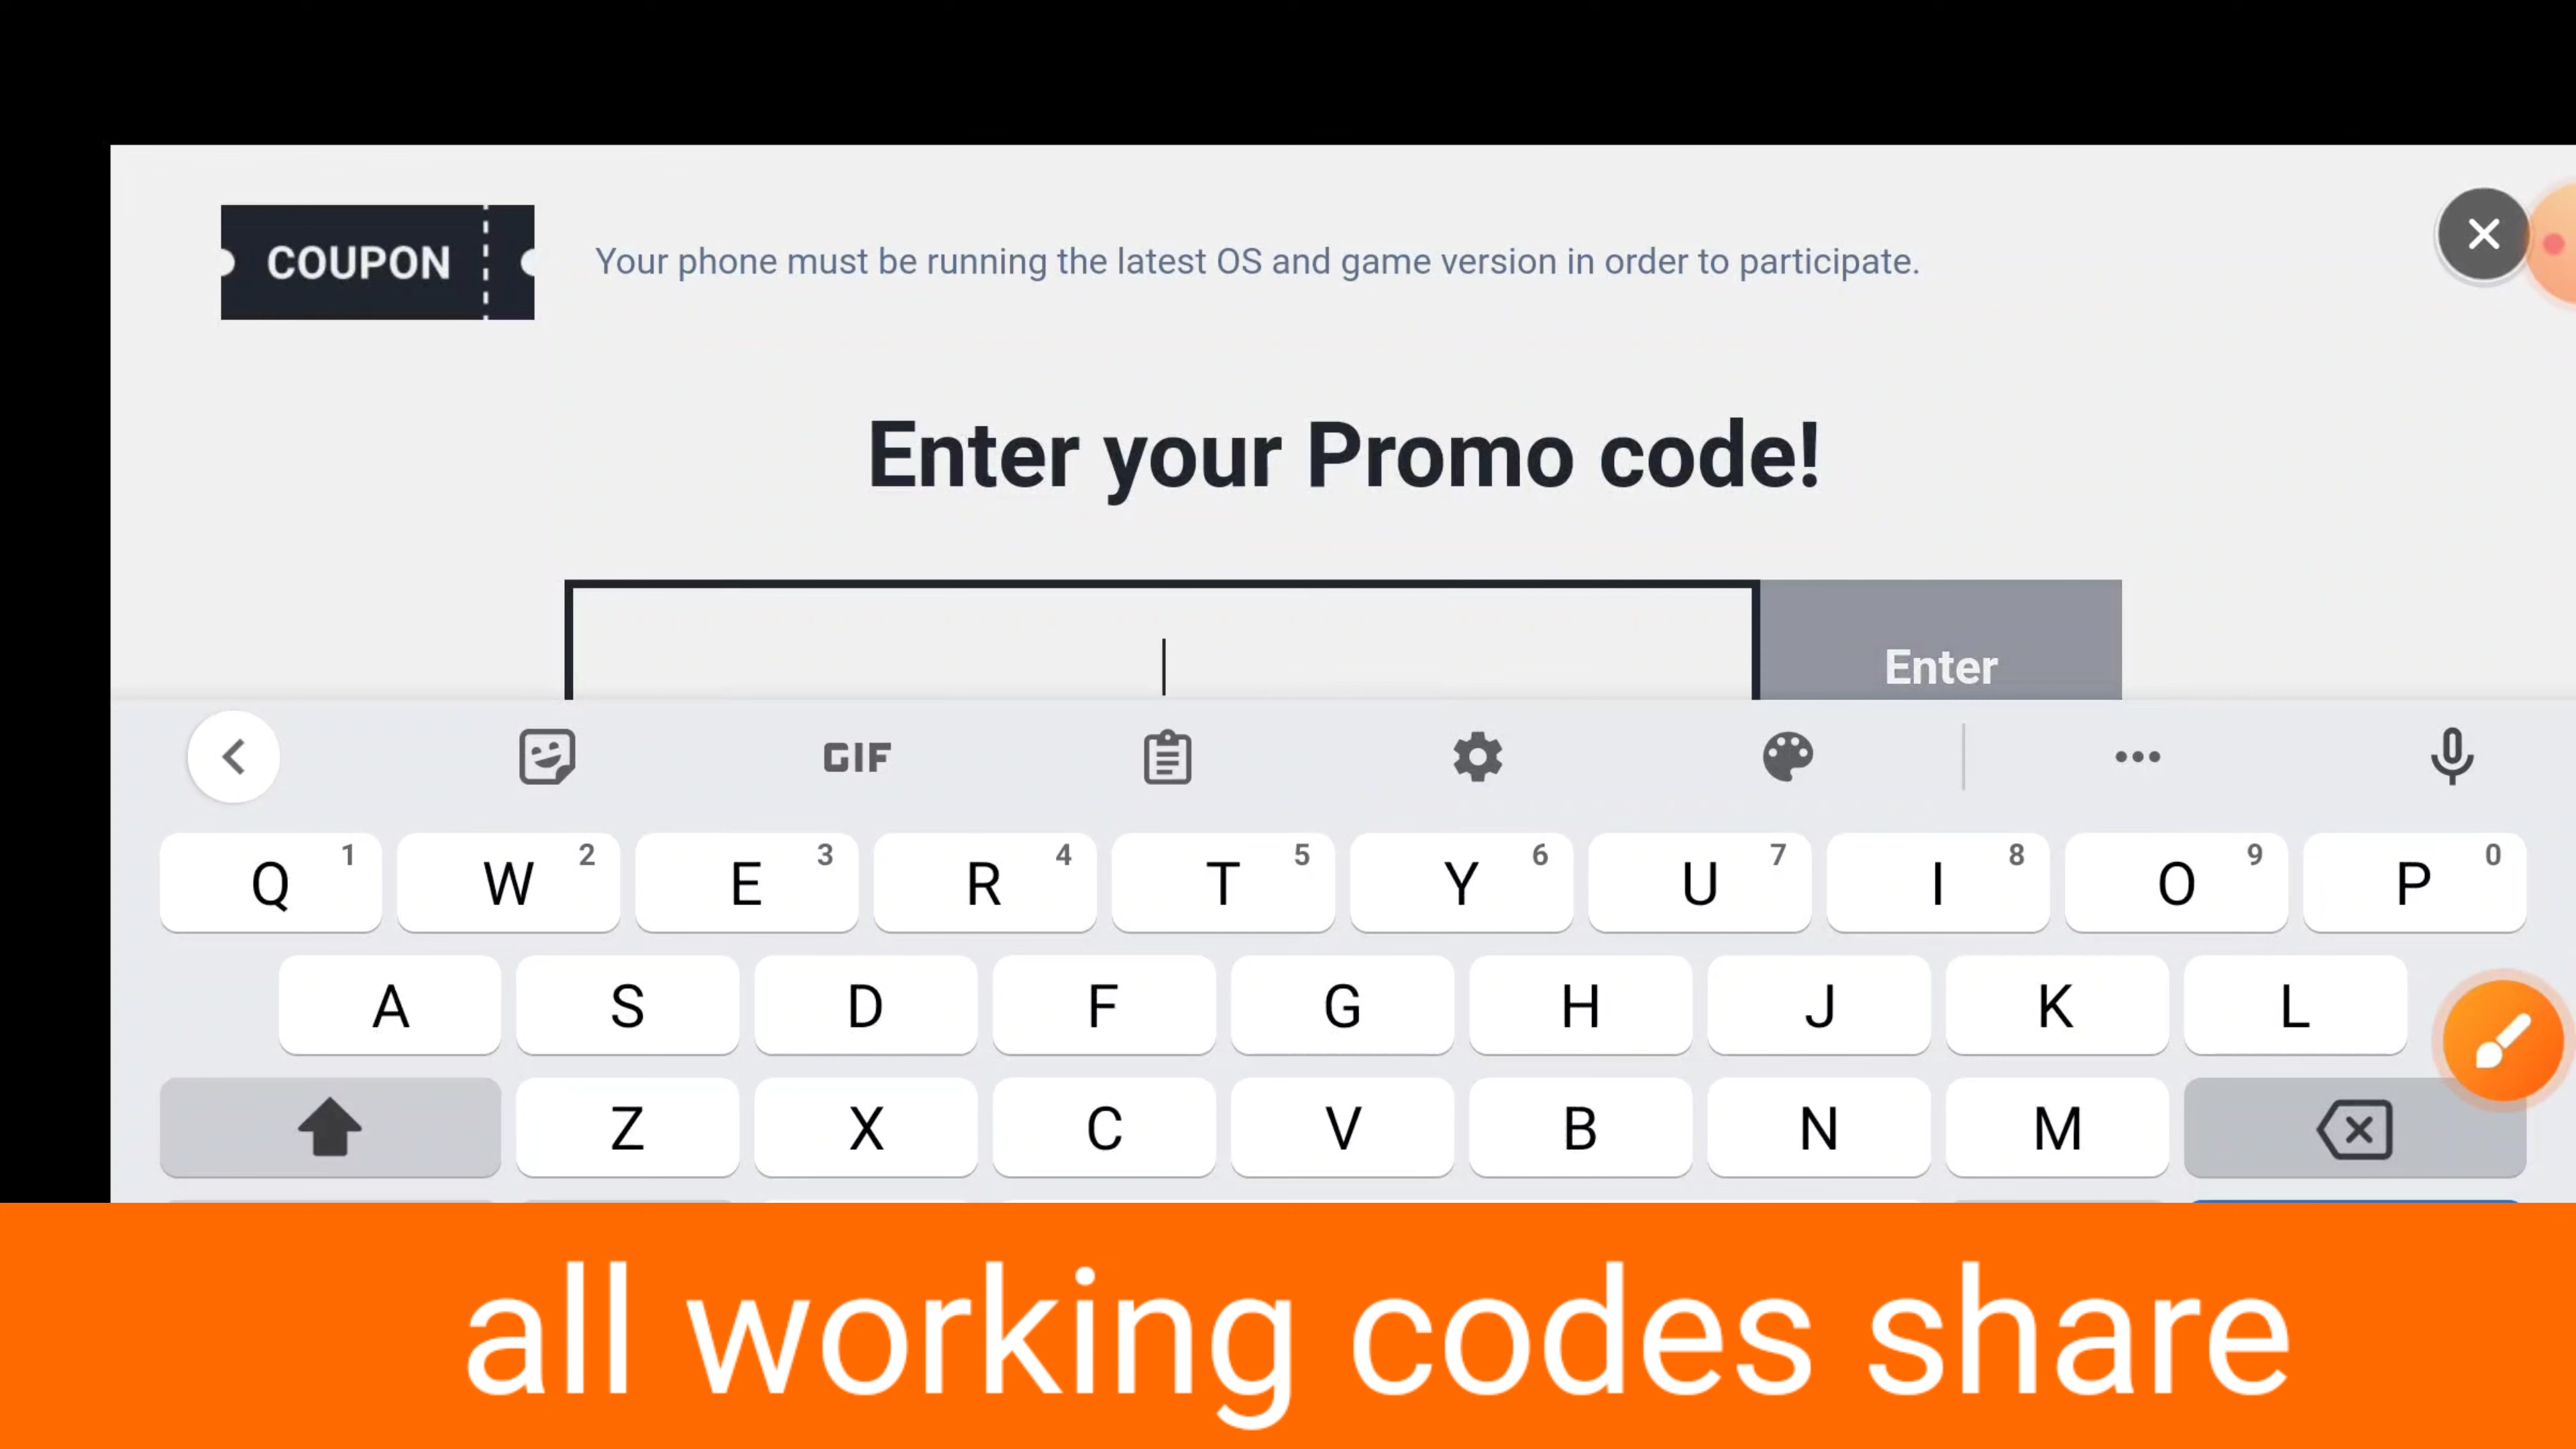 COUPON
Your phone must be running the latest OS and game version in order to participate.
Enter your Promo code!
Enter
GIF
Q 1 W 2 E 3 R 4 T 5 Y 6 U 7 I 8 O 9 P 0
A S D F G H J K L
Z X C V B N M
all working codes share